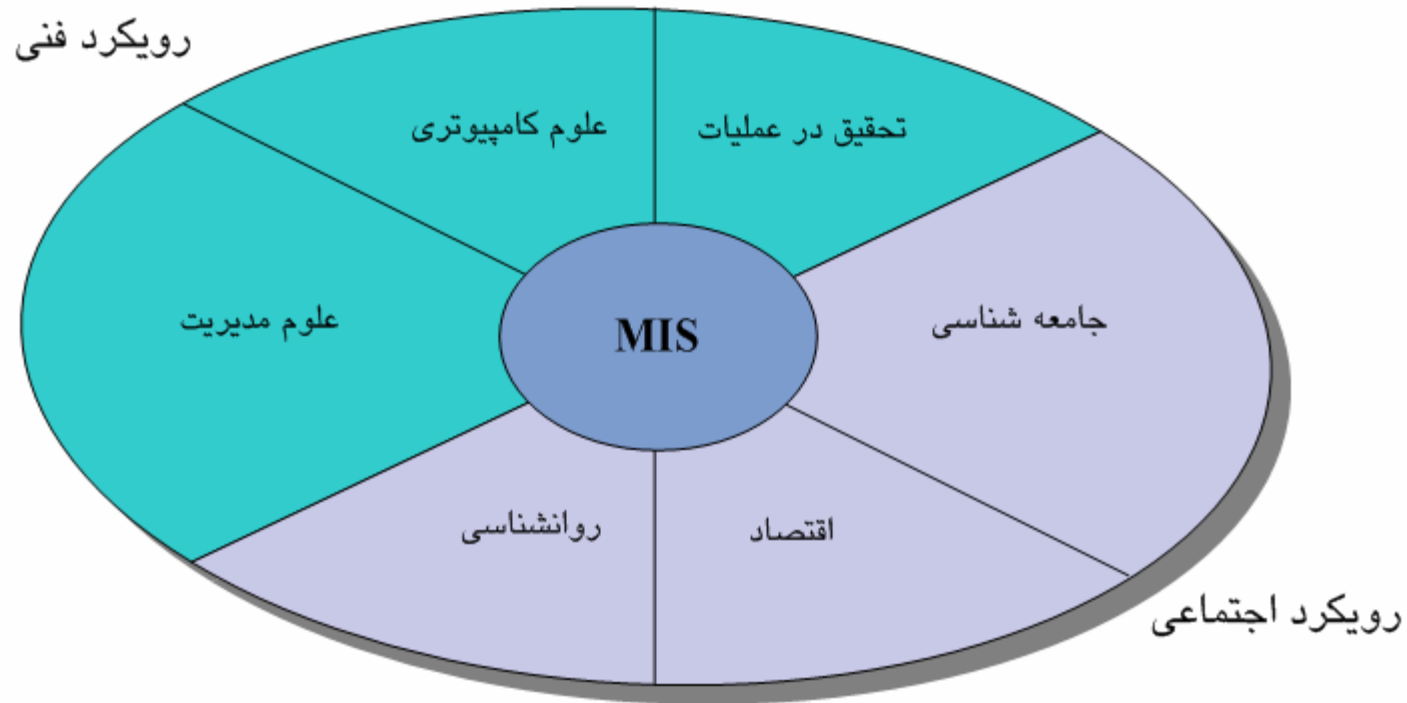 رویکرد فنی
تحقیق در عملیات
علوم کامپیوتری
جامعه شناسی
MIS
علوم مدیریت
اقتصاد
روانشناسی
رویکرد اجتماعی